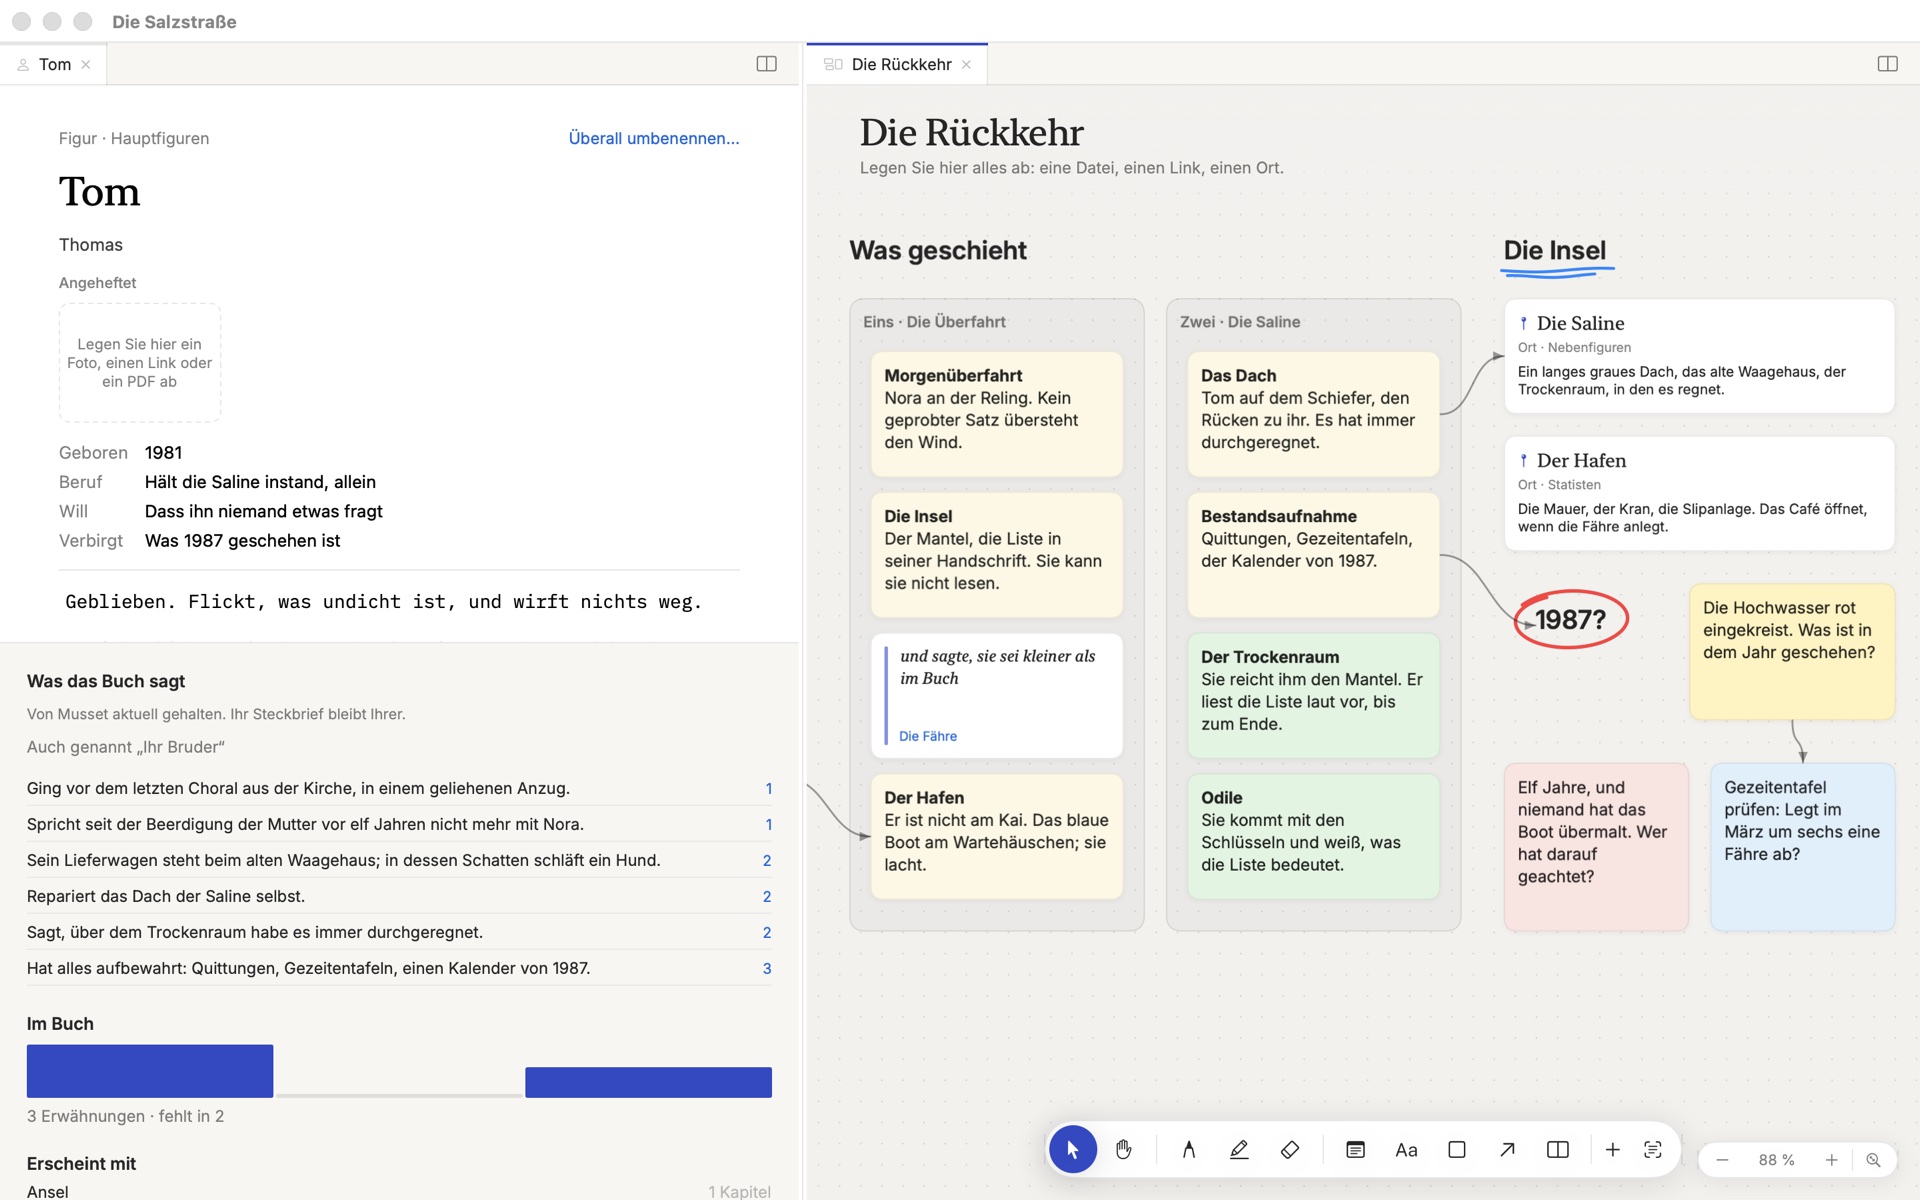 Die Salzstraße
Tom
Figur · Hauptfiguren
Überall umbenennen...
Tom
Thomas
Angeheftet
Legen Sie hier ein
Foto, einen Link oder
ein PDF ab
Geboren 1981
Beruf Hält die Saline instand, allein
Will Dass ihn niemand etwas fragt
Verbirgt Was 1987 geschehen ist
Geblieben. Flickt, was undicht ist, und wirft nichts weg.
Was das Buch sagt
Von Musset aktuell gehalten. Ihr Steckbrief bleibt Ihrer.
Auch genannt „Ihr Bruder“
Ging vor dem letzten Choral aus der Kirche, in einem geliehenen Anzug. 1
Spricht seit der Beerdigung der Mutter vor elf Jahren nicht mehr mit Nora. 1
Sein Lieferwagen steht beim alten Waagehaus; in dessen Schatten schläft ein Hund. 2
Repariert das Dach der Saline selbst. 2
Sagt, über dem Trockenraum habe es immer durchgeregnet. 2
Hat alles aufbewahrt: Quittungen, Gezeitentafeln, einen Kalender von 1987. 3
Im Buch
3 Erwähnungen · fehlt in 2
Erscheint mit
Ansel 1 Kapitel
Die Rückkehr
Die Rückkehr
Legen Sie hier alles ab: eine Datei, einen Link, einen Ort.
Was geschieht
Eins · Die Überfahrt
Morgenüberfahrt
Nora an der Reling. Kein
geprobter Satz übersteht
den Wind.
Die Insel
Der Mantel, die Liste in
seiner Handschrift. Sie kann
sie nicht lesen.
und sagte, sie sei kleiner als
im Buch
Die Fähre
Der Hafen
Er ist nicht am Kai. Das blaue
Boot am Wartehäuschen; sie
lacht.
Zwei · Die Saline
Das Dach
Tom auf dem Schiefer, den
Rücken zu ihr. Es hat immer
durchgeregnet.
Bestandsaufnahme
Quittungen, Gezeitentafeln,
der Kalender von 1987.
Der Trockenraum
Sie reicht ihm den Mantel. Er
liest die Liste laut vor, bis
zum Ende.
Odile
Sie kommt mit den
Schlüsseln und weiß, was
die Liste bedeutet.
Die Insel
Die Saline
Ort · Nebenfiguren
Ein langes graues Dach, das alte Waagehaus, der
Trockenraum, in den es regnet.
Der Hafen
Ort · Statisten
Die Mauer, der Kran, die Slipanlage. Das Café öffnet,
wenn die Fähre anlegt.
1987?
Die Hochwasser rot
eingekreist. Was ist in
dem Jahr geschehen?
Elf Jahre, und
niemand hat das
Boot übermalt. Wer
hat darauf
geachtet?
Gezeitentafel
prüfen: Legt im
März um sechs eine
Fähre ab?
Aa
88 %